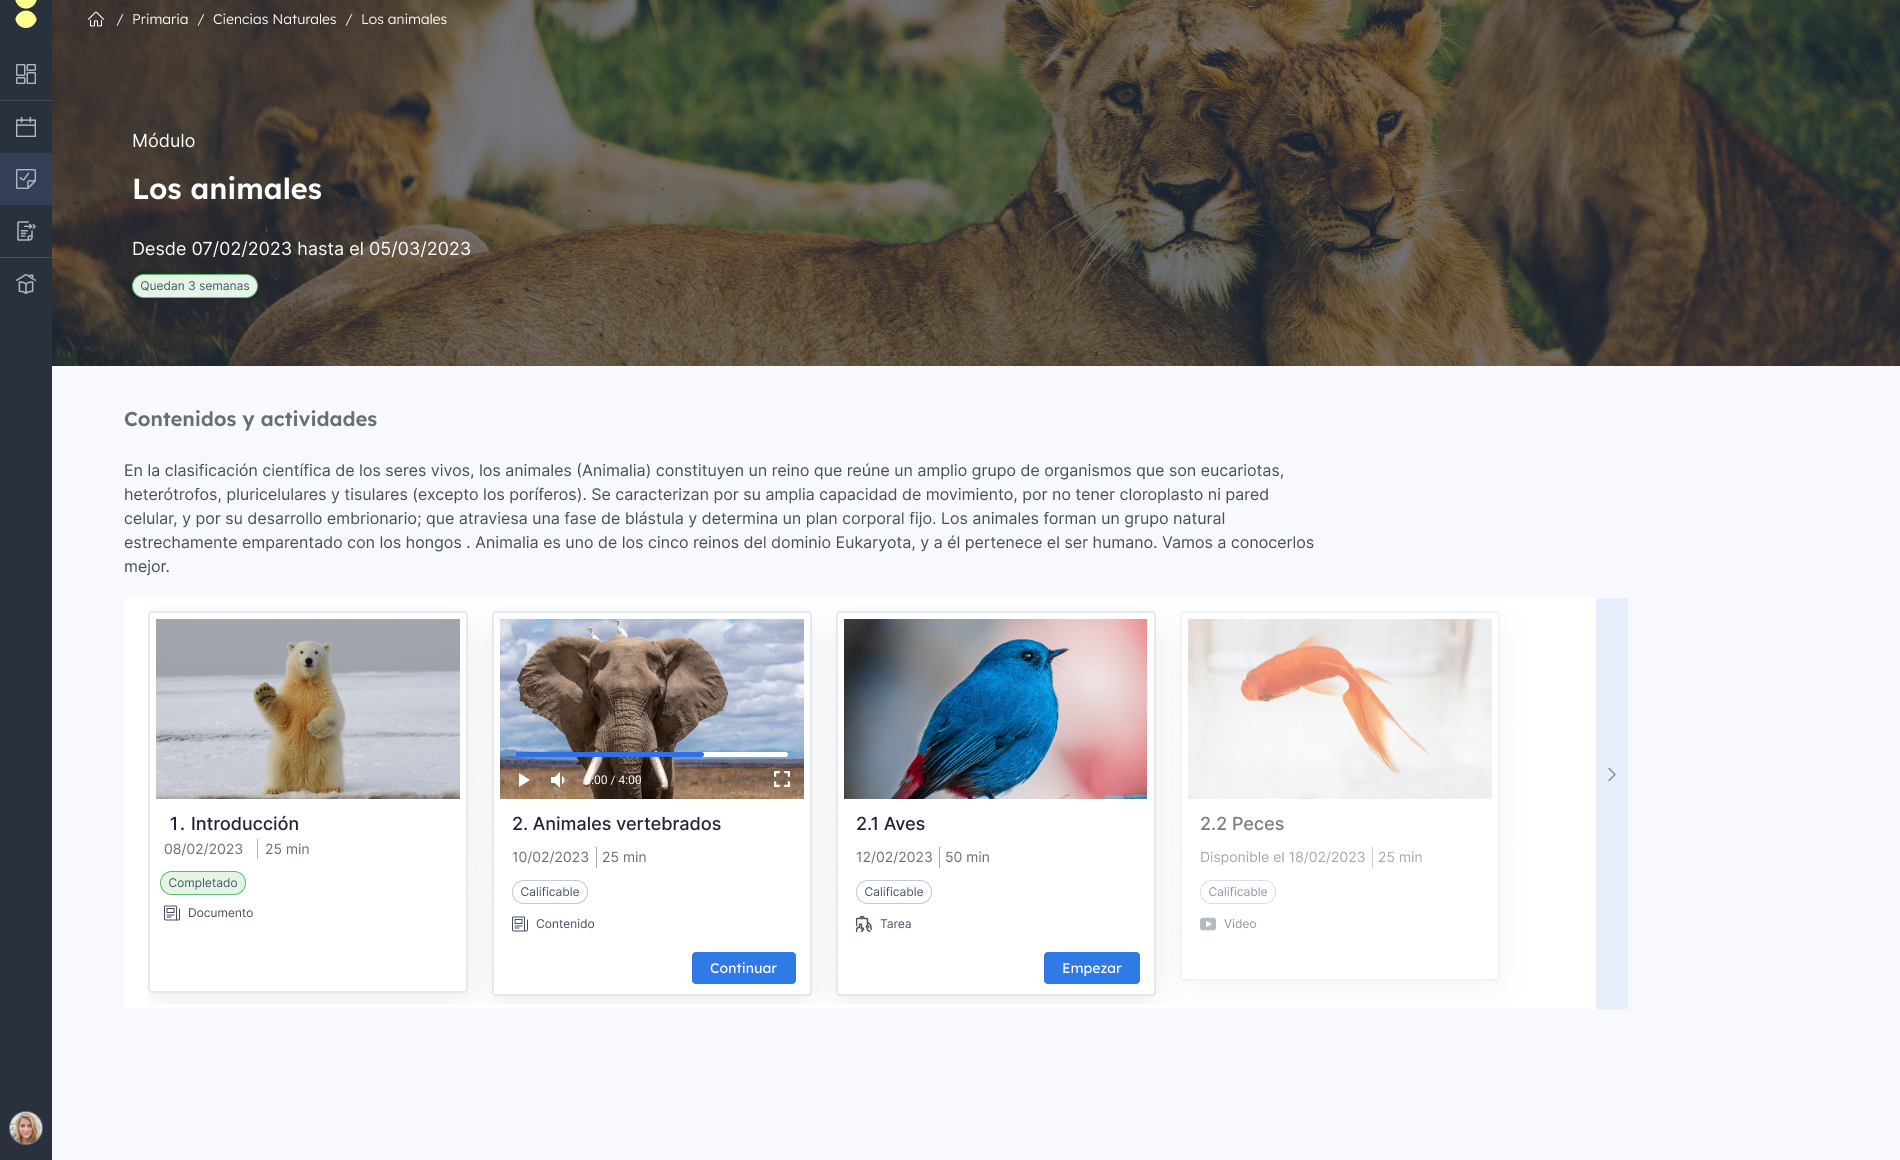 / Primaria / Ciencias Naturales / Los animales
Módulo
Los animales
Desde 07/02/2023 hasta el 05/03/2023
Quedan 3 semanas
Contenidos y actividades
En la clasificación científica de los seres vivos, los animales (Animalia) constituyen un reino que reúne un amplio grupo de organismos que son eucariotas,
heterótrofos, pluricelulares y tisulares (excepto los poríferos). Se caracterizan por su amplia capacidad de movimiento, por no tener cloroplasto ni pared
celular, y por su desarrollo embrionario; que atraviesa una fase de blástula y determina un plan corporal fijo. Los animales forman un grupo natural
estrechamente emparentado con los hongos . Animalia es uno de los cinco reinos del dominio Eukaryota, y a él pertenece el ser humano. Vamos a conocerlos
mejor.
1. Introducción
08/02/2023 25 min
Completado
Documento
:00 / 4:00
2. Animales vertebrados
10/02/2023 25 min
Calificable
Contenido
Continuar
2.1 Aves
12/02/2023 50 min
Calificable
Tarea
Empezar
2.2 Peces
Disponible el 18/02/2023 25 min
Calificable
Video